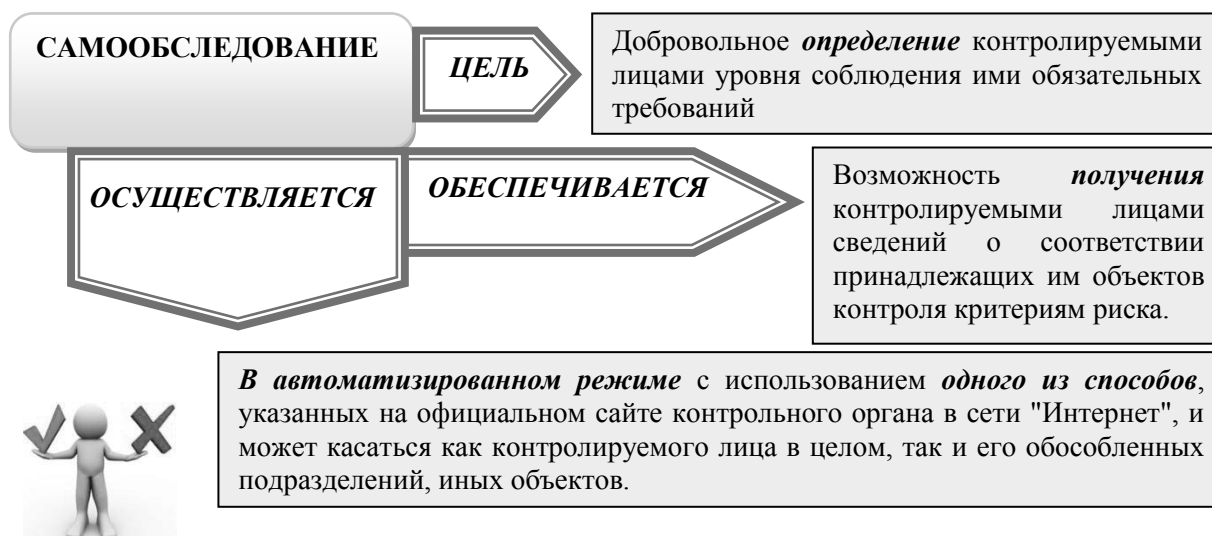 САМООБСЛЕДОВАНИЕ
ЦЕЛЬ
Добровольное определение контролируемыми
лицами уровня соблюдения ими обязательных
требований
ОСУЩЕСТВЛЯЕТСЯ
ОБЕСПЕЧИВАЕТСЯ
Возможность получения
контролируемыми лицами
сведений о соответствии
принадлежащих им объектов
контроля критериям риска.
В автоматизированном режиме с использованием одного из способов,
указанных на официальном сайте контрольного органа в сети "Интернет", и
может касаться как контролируемого лица в целом, так и его обособленных
подразделений, иных объектов.